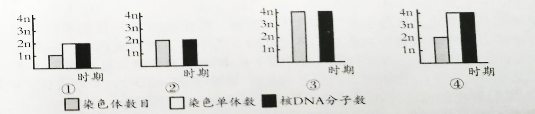 4n 4n 4n 4n
3n 3n 3n 3n
2n 2n 2n 2n
1n 1n 1n 1n
时期 时期 时期 时期
① ② ③ ④
染色体数目 染色单体数 核DNA分子数